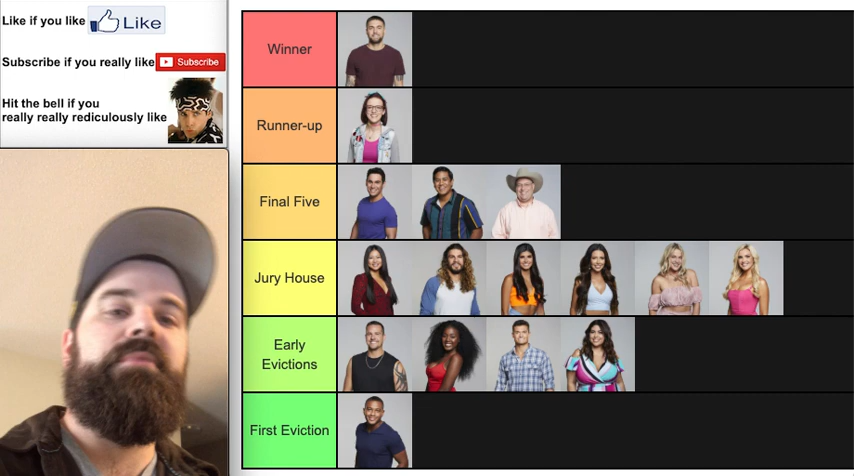 Like if you like
Like
Subscribe if you really like
Subscribe
Hit the bell if you
really really rediculously like
Winner
Runner-up
Final Five
Jury House
Early
Evictions
First Eviction